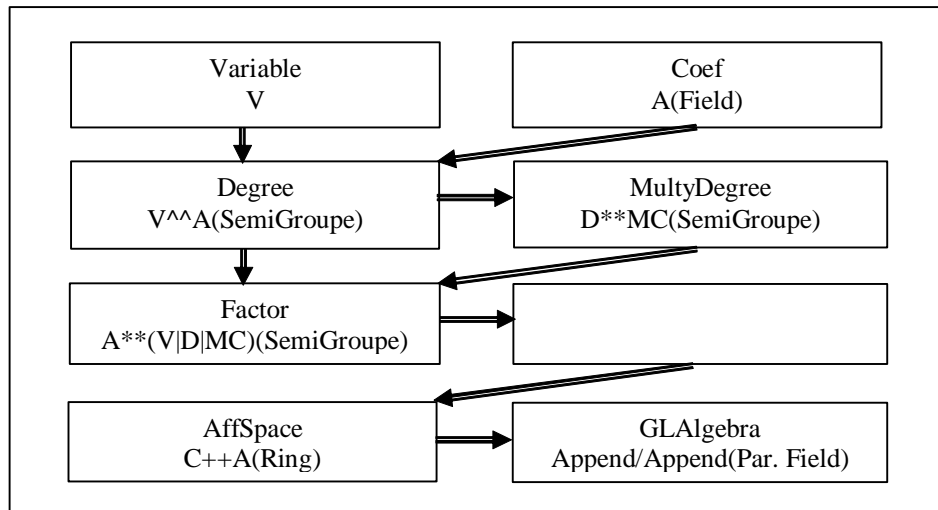 Variable
V
Coef
A(Field)
Degree
V^^A(SemiGroupe)
MultyDegree
D**MC(SemiGroupe)
Factor
A**(V|D|MC)(SemiGroupe)
AffSpace
C++A(Ring)
GLAlgebra
Append/Append(Par. Field)